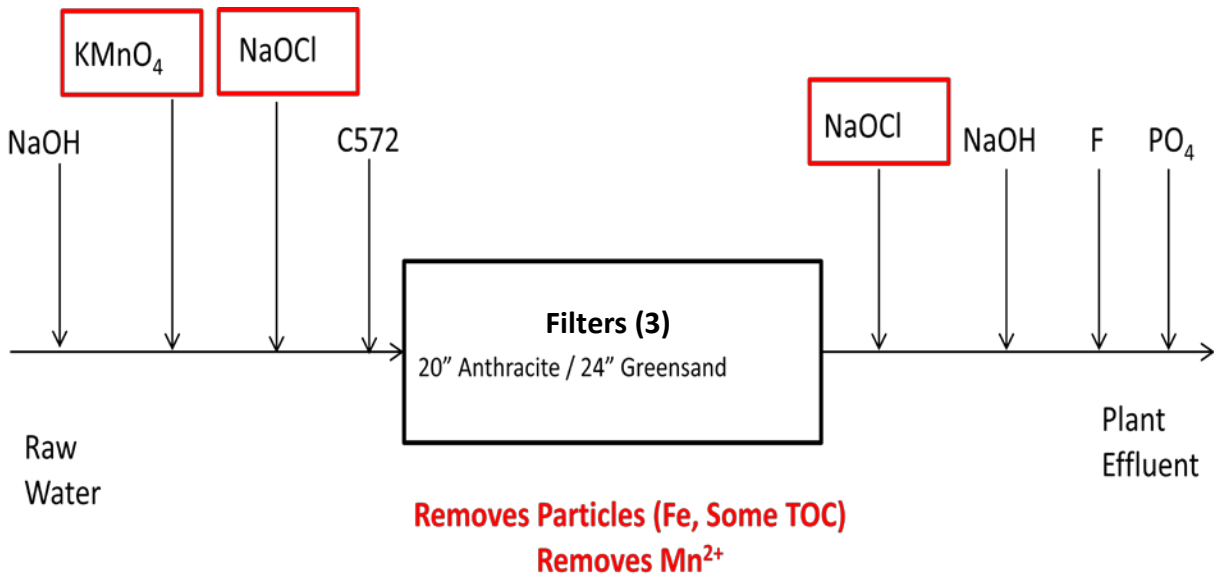 KMnO₄
NaOCl
NaOH
C572
NaOCl
NaOH
F
PO₄
Filters (3)
20” Anthracite / 24” Greensand
Raw
Water
Plant
Effluent
Removes Particles (Fe, Some TOC)
Removes Mn²⁺